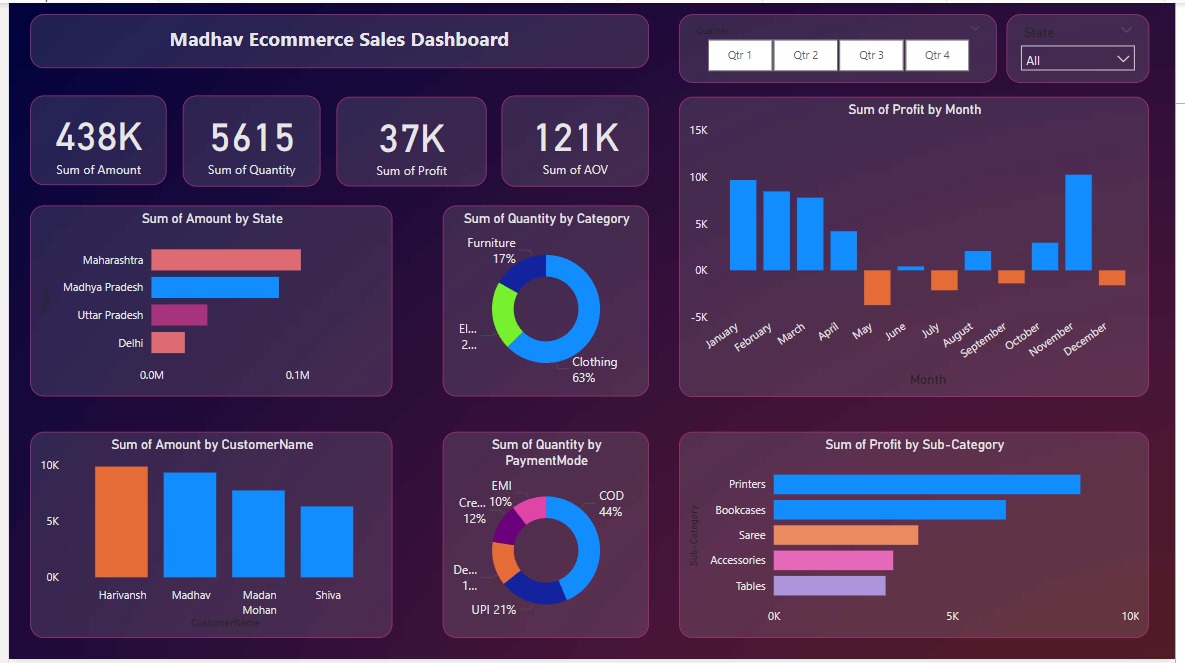 Madhav Ecommerce Sales Dashboard
Quarter
Qtr 1
Qtr 2
Qtr 3
Qtr 4
State
All
438K
Sum of Amount
5615
Sum of Quantity
37K
Sum of Profit
121K
Sum of AOV
Sum of Profit by Month
15K
10K
5K
0K
-5K
January
February
March
April
May
June
July
August
September
October
November
December
Month
Sum of Amount by State
Maharashtra
Madhya Pradesh
Uttar Pradesh
Delhi
0.0M
0.1M
Sum of Quantity by Category
Furniture
17%
El...
2...
Clothing
63%
Sum of Amount by CustomerName
10K
5K
0K
Harivansh
Madhav
Madan
Mohan
Shiva
CustomerName
Sum of Quantity by
PaymentMode
EMI
10%
Cre...
12%
COD
44%
De...
1...
UPI 21%
Sum of Profit by Sub-Category
Sub-Category
Printers
Bookcases
Saree
Accessories
Tables
0K
5K
10K